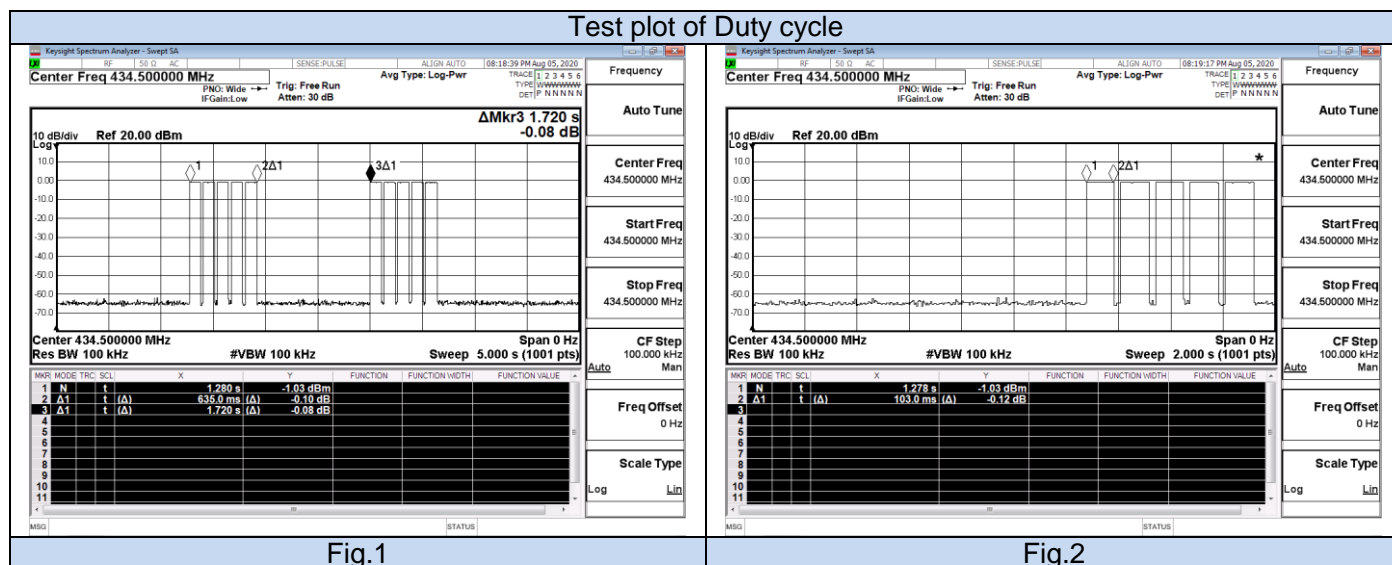 Test plot of Duty cycle
Keysight Spectrum Analyzer - Swept SA
LXI RF 50 Ω AC SENSE:PULSE ALIGN AUTO 08:18:39 PM Aug 05, 2020
Center Freq 434.500000 MHz
PNO: Wide
IFGain:Low
Trig: Free Run
Atten: 30 dB
Avg Type: Log-Pwr
TRACE 1 2 3 4 5 6
TYPE WWWWWW
DET P N N N N N
ΔMkr3 1.720 s
-0.08 dB
10 dB/div Ref 20.00 dBm
Log
10.0
0.00
-10.0
-20.0
-30.0
-40.0
-50.0
-60.0
-70.0
1
2Δ1
3Δ1
Center 434.500000 MHz Span 0 Hz
Res BW 100 kHz #VBW 100 kHz Sweep 5.000 s (1001 pts)
MKR MODE TRC SCL X Y FUNCTION FUNCTION WIDTH FUNCTION VALUE
1 N t 1.280 s -1.03 dBm
2 Δ1 t (Δ) 635.0 ms (Δ) -0.10 dB
3 Δ1 t (Δ) 1.720 s (Δ) -0.08 dB
4
5
6
7
8
9
10
11
MSG STATUS
Frequency
Auto Tune
Center Freq
434.500000 MHz
Start Freq
434.500000 MHz
Stop Freq
434.500000 MHz
CF Step
100.000 kHz
Auto Man
Freq Offset
0 Hz
Scale Type
Log Lin
Fig.1
Keysight Spectrum Analyzer - Swept SA
LXI RF 50 Ω AC SENSE:PULSE ALIGN AUTO 08:19:17 PM Aug 05, 2020
Center Freq 434.500000 MHz
PNO: Wide
IFGain:Low
Trig: Free Run
Atten: 30 dB
Avg Type: Log-Pwr
TRACE 1 2 3 4 5 6
TYPE WWWWWW
DET P N N N N N
10 dB/div Ref 20.00 dBm
Log
10.0
0.00
-10.0
-20.0
-30.0
-40.0
-50.0
-60.0
-70.0
1
2Δ1
*
Center 434.500000 MHz Span 0 Hz
Res BW 100 kHz #VBW 100 kHz Sweep 2.000 s (1001 pts)
MKR MODE TRC SCL X Y FUNCTION FUNCTION WIDTH FUNCTION VALUE
1 N t 1.278 s -1.03 dBm
2 Δ1 t (Δ) 103.0 ms (Δ) -0.12 dB
3
4
5
6
7
8
9
10
11
MSG STATUS
Frequency
Auto Tune
Center Freq
434.500000 MHz
Start Freq
434.500000 MHz
Stop Freq
434.500000 MHz
CF Step
100.000 kHz
Auto Man
Freq Offset
0 Hz
Scale Type
Log Lin
Fig.2